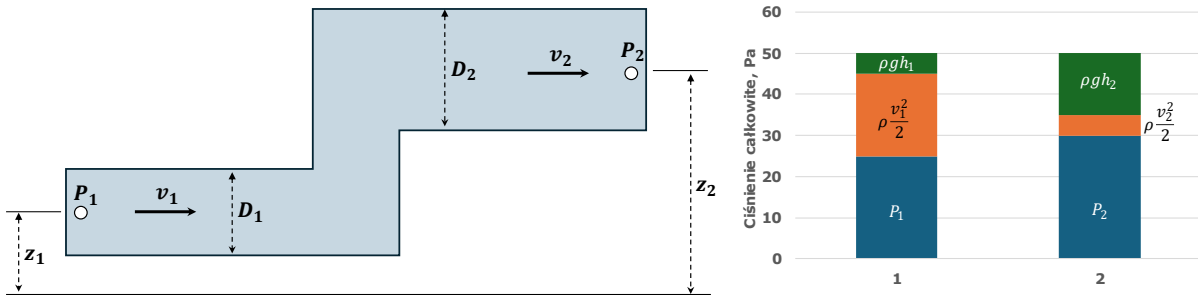 P₁
v₁
D₁
z₁
D₂
v₂
P₂
z₂
Ciśnienie całkowite, Pa
60
50
40
30
20
10
0
ρgh₁
ρ v₁²/2
P₁
ρgh₂
ρ v₂²/2
P₂
1
2